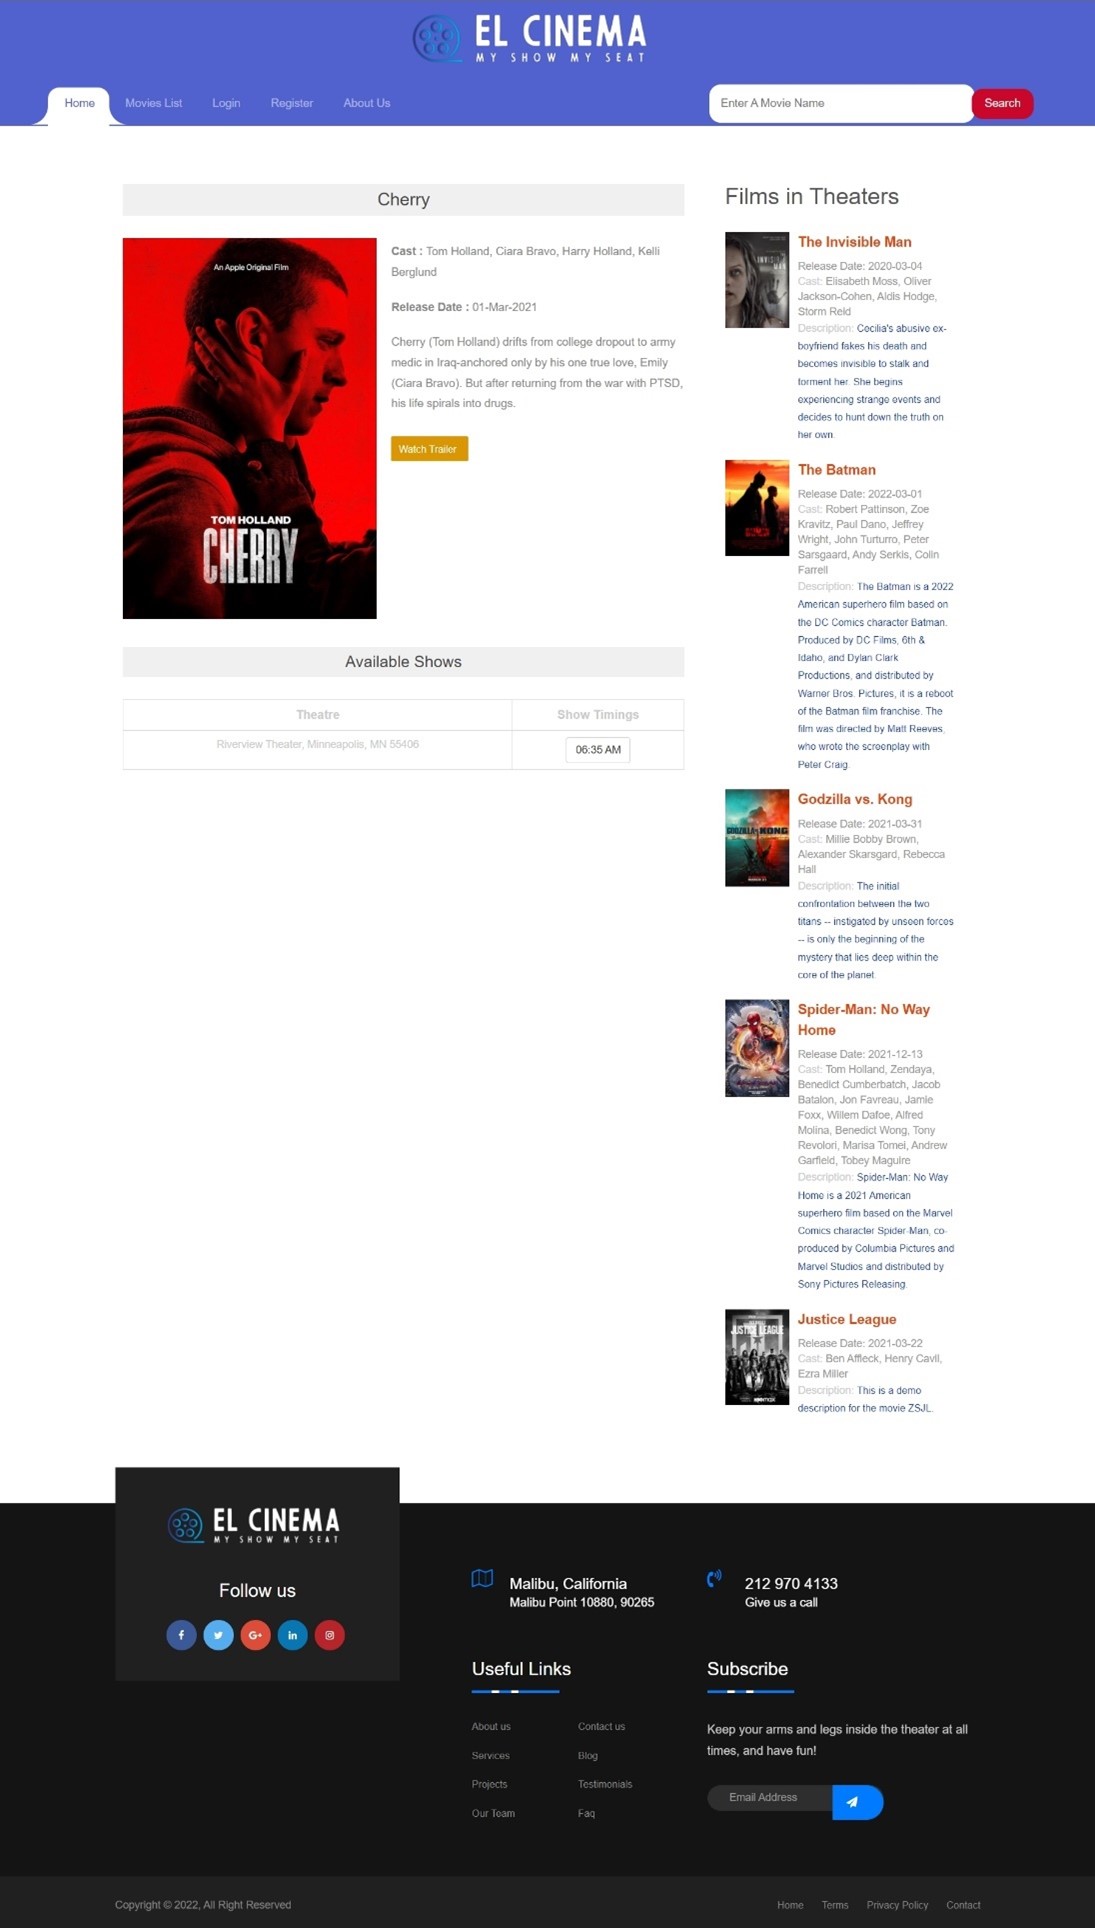 EL CINEMA
MY SHOW MY SEAT
Home
Movies List
Login
Register
About Us
Enter A Movie Name
Search
Cherry
An Apple Original Film
TOM HOLLAND
CHERRY
Cast : Tom Holland, Ciara Bravo, Harry Holland, Kelli
Berglund
Release Date : 01-Mar-2021
Cherry (Tom Holland) drifts from college dropout to army
medic in Iraq-anchored only by his one true love, Emily
(Ciara Bravo). But after returning from the war with PTSD,
his life spirals into drugs.
Watch Trailer
Available Shows
Theatre
Show Timings
Riverview Theater, Minneapolis, MN 55406
06:35 AM
Films in Theaters
The Invisible Man
Release Date: 2020-03-04
Cast: Elisabeth Moss, Oliver
Jackson-Cohen, Aldis Hodge,
Storm Reid
Description: Cecilia's abusive ex-
boyfriend fakes his death and
becomes invisible to stalk and
torment her. She begins
experiencing strange events and
decides to hunt down the truth on
her own.
The Batman
Release Date: 2022-03-01
Cast: Robert Pattinson, Zoe
Kravitz, Paul Dano, Jeffrey
Wright, John Turturro, Peter
Sarsgaard, Andy Serkis, Colin
Farrell
Description: The Batman is a 2022
American superhero film based on
the DC Comics character Batman.
Produced by DC Films, 6th &
Idaho, and Dylan Clark
Productions, and distributed by
Warner Bros. Pictures, it is a reboot
of the Batman film franchise. The
film was directed by Matt Reeves,
who wrote the screenplay with
Peter Craig.
GODZILLA KONG
Godzilla vs. Kong
Release Date: 2021-03-31
Cast: Millie Bobby Brown,
Alexander Skarsgard, Rebecca
Hall
Description: The initial
confrontation between the two
titans -- instigated by unseen forces
-- is only the beginning of the
mystery that lies deep within the
core of the planet.
Spider-Man: No Way
Home
Release Date: 2021-12-13
Cast: Tom Holland, Zendaya,
Benedict Cumberbatch, Jacob
Batalon, Jon Favreau, Jamie
Foxx, Willem Dafoe, Alfred
Molina, Benedict Wong, Tony
Revolori, Marisa Tomei, Andrew
Garfield, Tobey Maguire
Description: Spider-Man: No Way
Home is a 2021 American
superhero film based on the Marvel
Comics character Spider-Man, co-
produced by Columbia Pictures and
Marvel Studios and distributed by
Sony Pictures Releasing.
JUSTICE LEAGUE
Justice League
Release Date: 2021-03-22
Cast: Ben Affleck, Henry Cavil,
Ezra Miller
Description: This is a demo
description for the movie ZSJL.
EL CINEMA
MY SHOW MY SEAT
Follow us
Malibu, California
Malibu Point 10880, 90265
212 970 4133
Give us a call
Useful Links
About us
Contact us
Services
Blog
Projects
Testimonials
Our Team
Faq
Subscribe
Keep your arms and legs inside the theater at all
times, and have fun!
Email Address
Copyright © 2022, All Right Reserved
Home
Terms
Privacy Policy
Contact